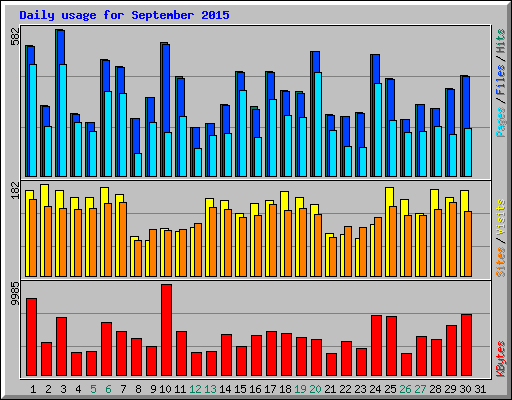 Daily usage for September 2015
582
Pages / Files / Hits
182
Sites / Visits
9985
KBytes
1 2 3 4 5 6 7 8 9 10 11 12 13 14 15 16 17 18 19 20 21 22 23 24 25 26 27 28 29 30 31